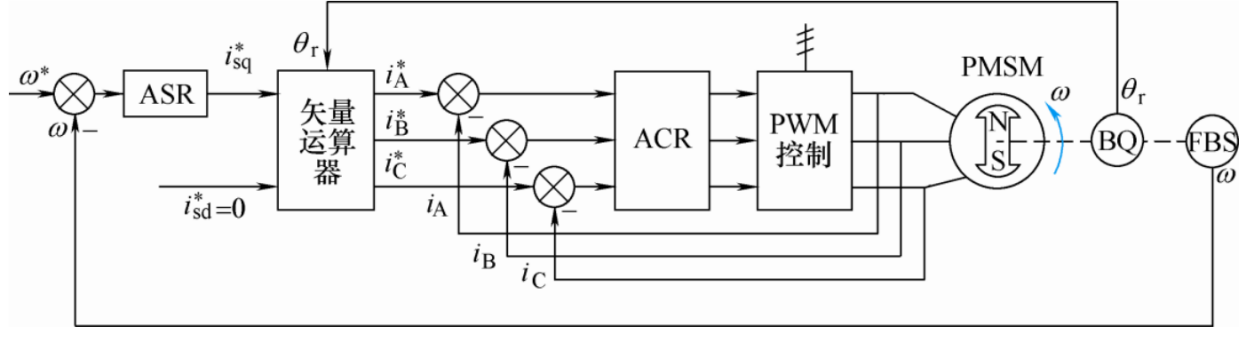 θr
i*sq
ω*
ω
−
ASR
i*sd=0
矢量
运算
器
i*A
i*B
i*C
−
−
−
iA
iB
iC
ACR
PWM
控制
PMSM
N
S
ω
θr
BQ
FBS
ω